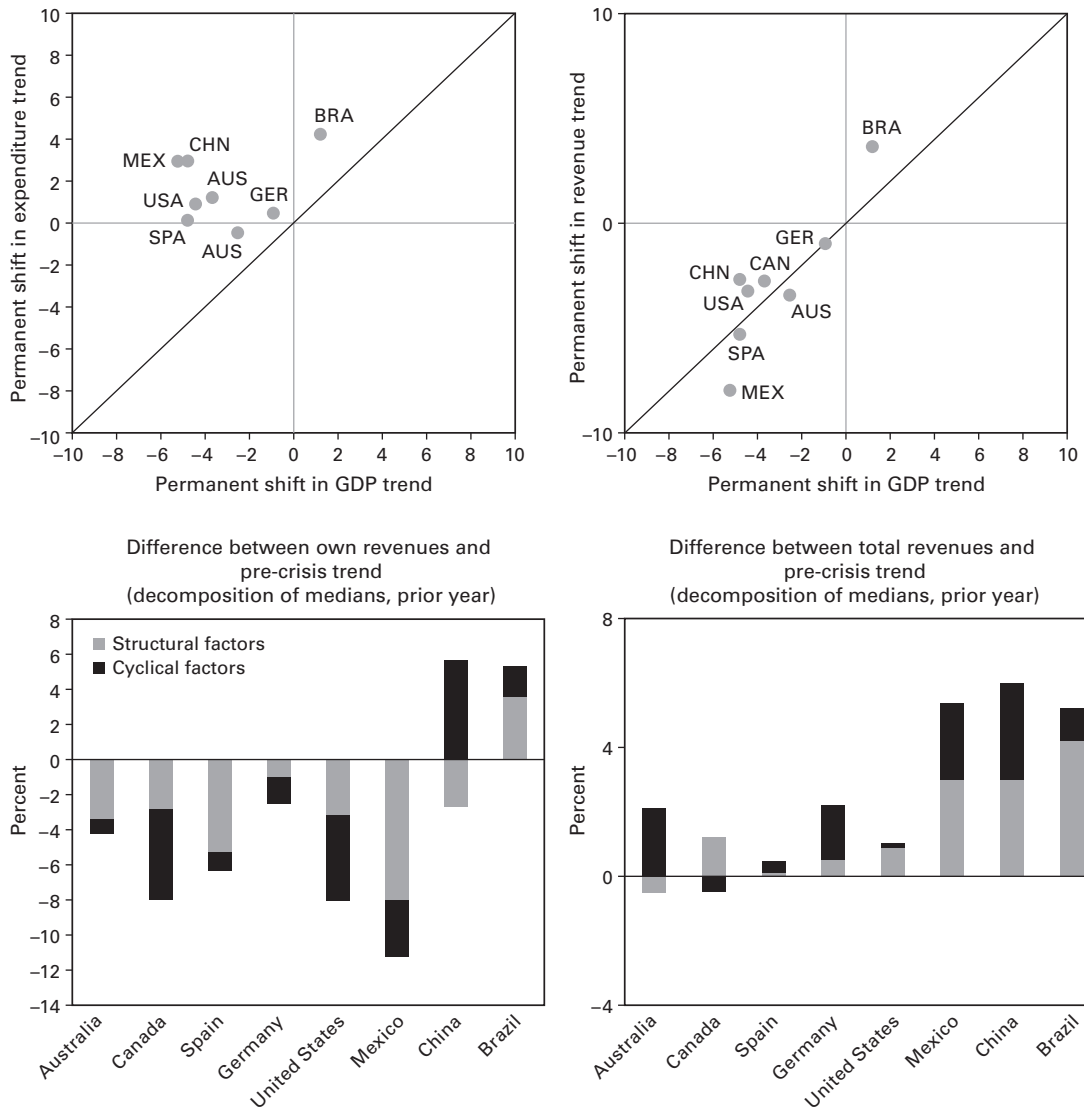 Permanent shift in expenditure trend
10
8
6
4
2
0
−2
−4
−6
−8
−10
BRA
CHN
MEX
AUS
USA
GER
SPA
AUS
−10 −8 −6 −4 −2 0 2 4 6 8 10
Permanent shift in GDP trend
Permanent shift in revenue trend
10
0
−10
BRA
GER
CHN CAN
USA
AUS
SPA
MEX
−10 −8 −6 −4 −2 0 2 4 6 8 10
Permanent shift in GDP trend
Difference between own revenues and
pre-crisis trend
(decomposition of medians, prior year)
Percent
8
6
4
2
0
−2
−4
−6
−8
−10
−12
−14
Structural factors
Cyclical factors
Australia
Canada
Spain
Germany
United States
Mexico
China
Brazil
Difference between total revenues and
pre-crisis trend
(decomposition of medians, prior year)
Percent
8
4
0
−4
Australia
Canada
Spain
Germany
United States
Mexico
China
Brazil